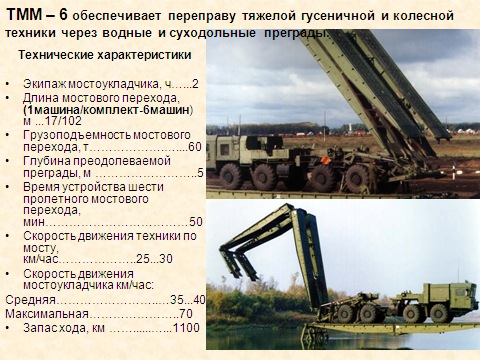 ТММ – 6 обеспечивает переправу тяжелой гусеничной и колесной
техники через водные и суходольные преграды.
Технические характеристики
• Экипаж мостоукладчика, ч…...2
• Длина мостового перехода,
(1машина/комплект-6машин)
м ...17/102
• Грузоподъемность мостового
перехода, т………………......60
• Глубина преодолеваемой
преграды, м ………………….5
• Время устройства шести
пролетного мостового
перехода,
мин……………………………50
• Скорость движения техники по
мосту,
км/час……………..25...30
• Скорость движения
мостоукладчика км/час:
Средняя…………………….35...40
Максимальная………………..70
• Запас хода, км ……..........…1100